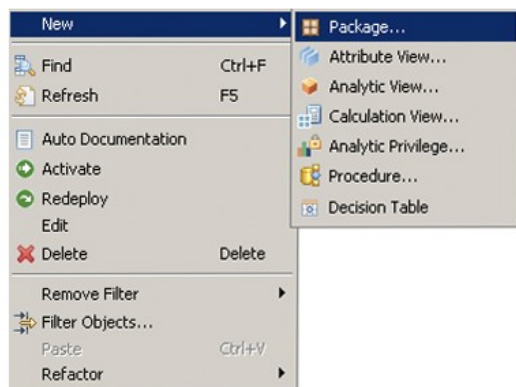 New
Find Ctrl+F
Refresh F5
Auto Documentation
Activate
Redeploy
Edit
Delete Delete
Remove Filter
Filter Objects...
Paste Ctrl+V
Refactor
Package...
Attribute View...
Analytic View...
Calculation View...
Analytic Privilege...
Procedure...
Decision Table